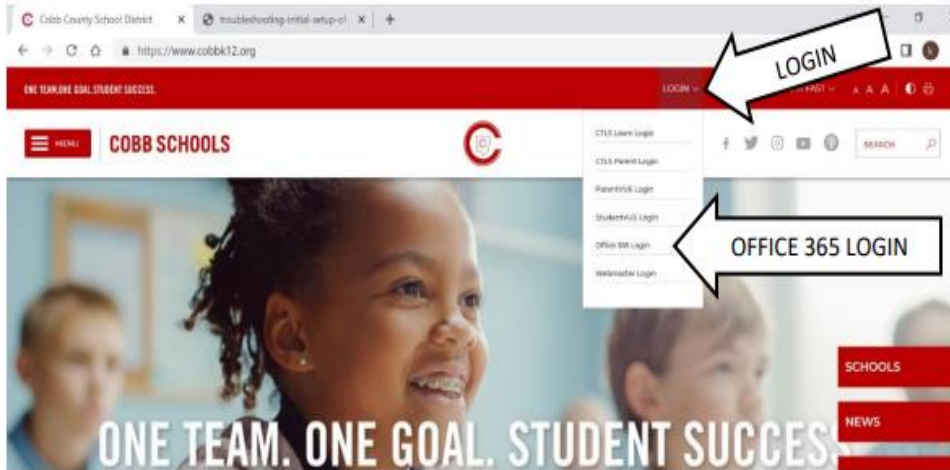 Cobb County School District
troubleshooting-initial-setup-of
https://www.cobbk12.org
LOGIN
ONE TEAM.ONE GOAL.STUDENT SUCCESS.
LOGIN
FAST
A A A
MENU
COBB SCHOOLS
C
SEARCH
CTLS Learn Login
CTLS Parent Login
ParentVUE Login
StudentVUE Login
Office 365 Login
Webmaster Login
OFFICE 365 LOGIN
SCHOOLS
NEWS
ONE TEAM. ONE GOAL. STUDENT SUCCESS